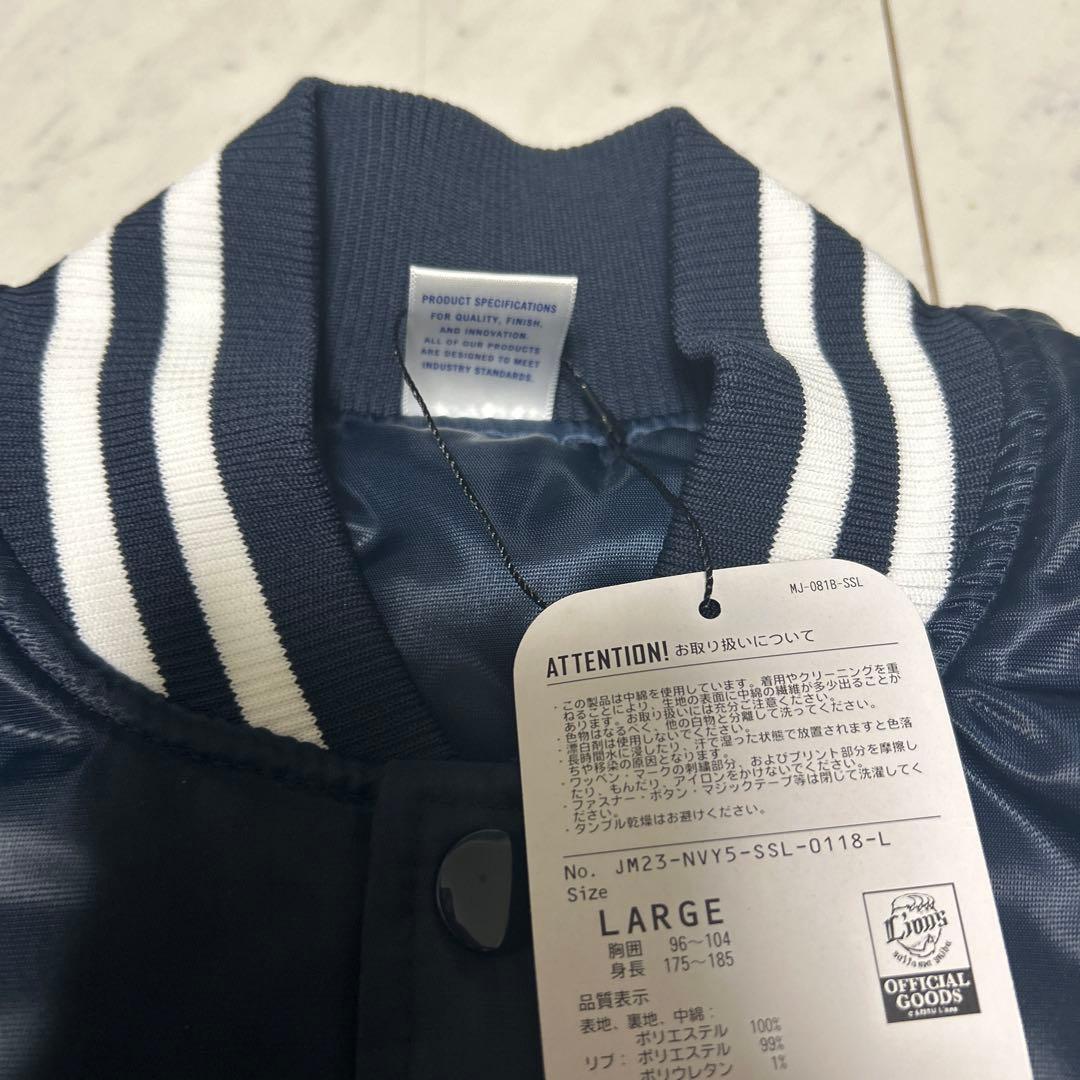 PRODUCT SPECIFICATIONS
FOR QUALITY, FINISH,
AND INNOVATION.
ALL OF OUR PRODUCTS
ARE DESIGNED TO MEET
INDUSTRY STANDARDS.
MJ-081B-SSL
ATTENTION! お取り扱いについて
・この製品は中綿を使用しています。着用やクリーニングを重
ねることにより、生地の表面に中綿の繊維が多少出ることが
あります。お取り扱いには充分ご注意ください。
・色物はなるべく、他の白物と分離して洗ってください。
・漂白剤は使用しないでください。
・長時間水に浸したり、汗で湿った状態で放置されますと色落
ちや移染の原因となります。
・ワッペン・マークの刺繍部分、およびプリント部分を摩擦し
たり、もんだり、アイロンをかけないでください。
・ファスナー・ボタン・マジックテープ等は閉じて洗濯してく
ださい。
・タンブル乾燥はお避けください。
No. JM23-NVY5-SSL-0118-L
Size
LARGE
胸囲 96～104
身長 175～185
Lions
OFFICIAL
GOODS
品質表示
表地、裏地、中綿：
ポリエステル 100%
リブ： ポリエステル 99%
ポリウレタン 1%